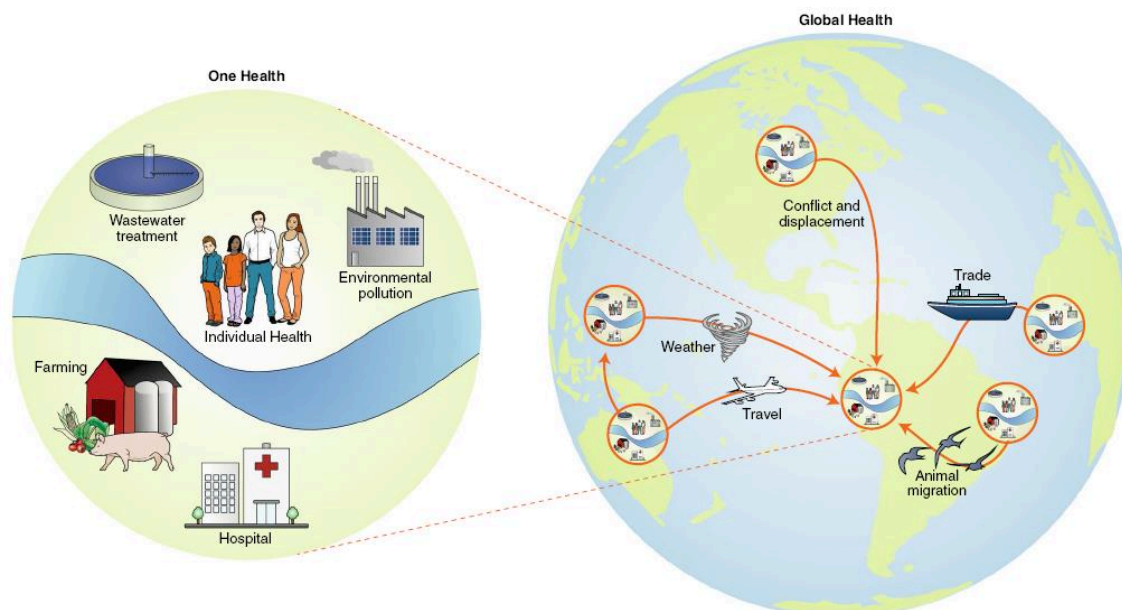 One Health
Wastewater
treatment
Environmental
pollution
Individual Health
Farming
Hospital
Global Health
Conflict and
displacement
Trade
Weather
Travel
Animal
migration